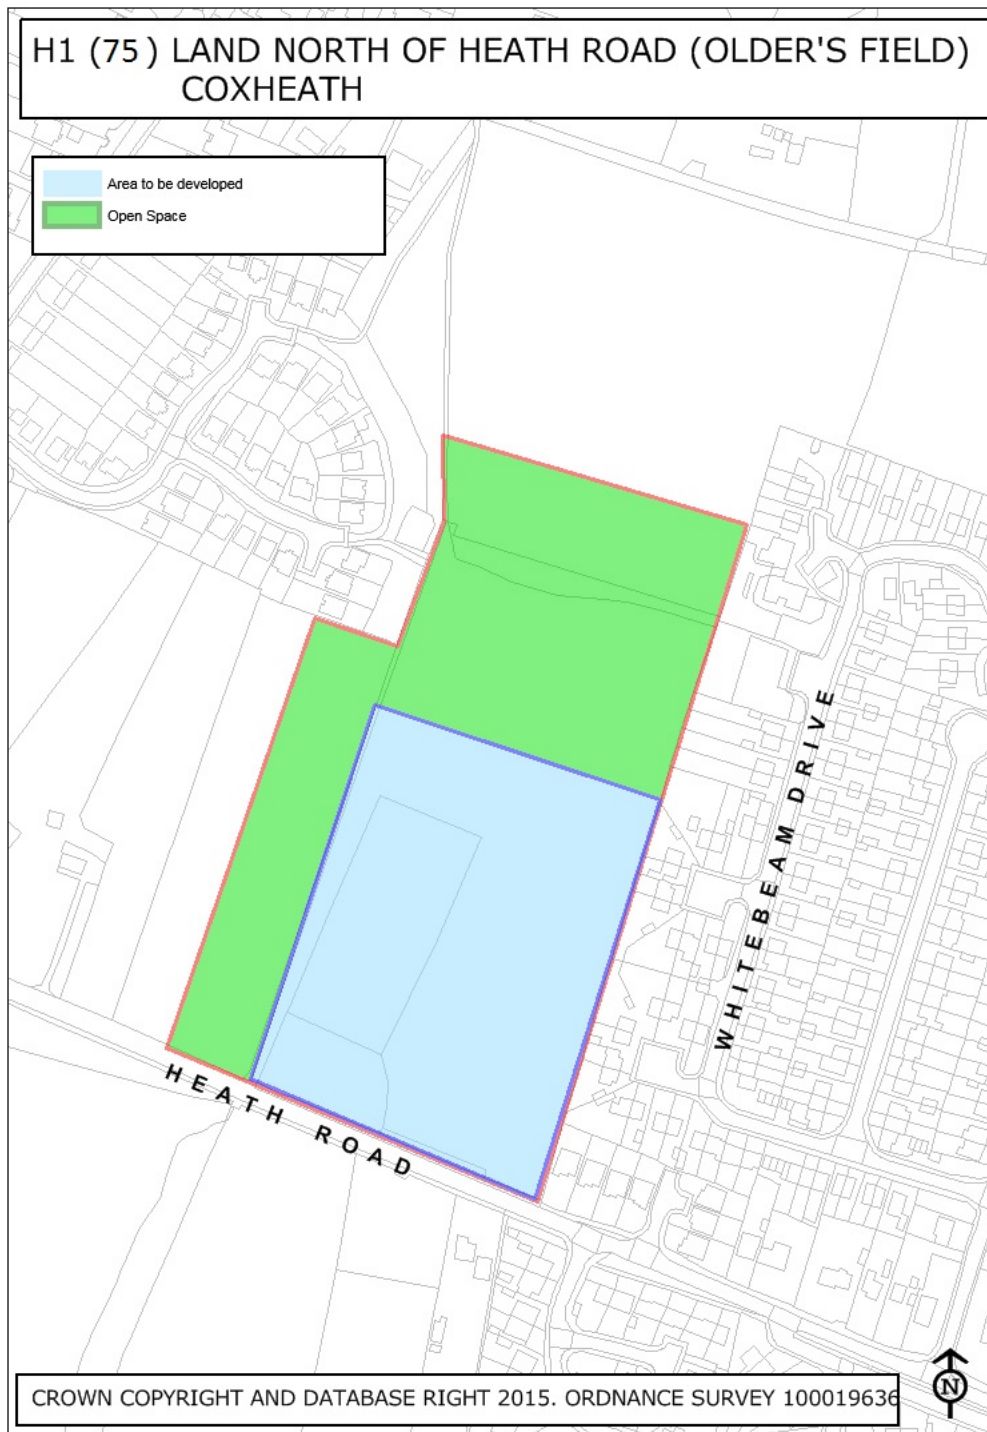 H1 (75) LAND NORTH OF HEATH ROAD (OLDER'S FIELD)
COXHEATH
Area to be developed
Open Space
WHITEBEAM DRIVE
HEATH ROAD
N
CROWN COPYRIGHT AND DATABASE RIGHT 2015. ORDNANCE SURVEY 100019636